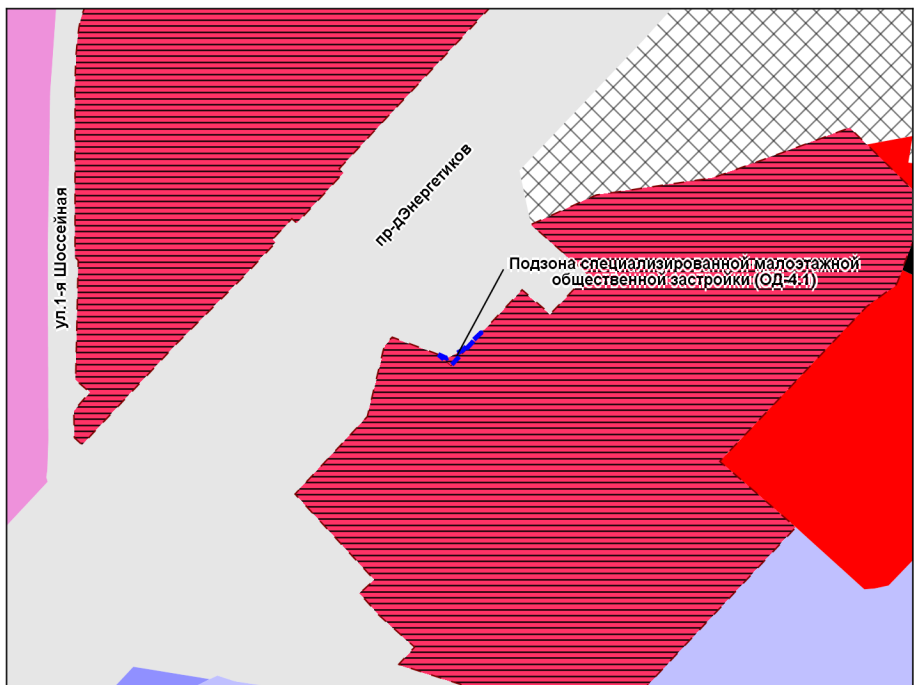 ул.1-я Шоссейная
пр-дЭнергетиков
Подзона специализированной малоэтажной
общественной застройки (ОД-4.1)